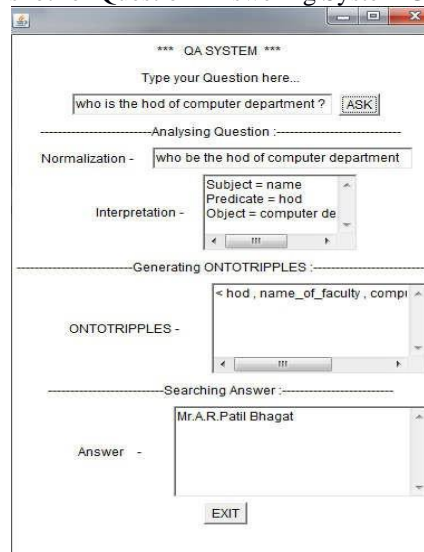 *** QA SYSTEM ***
Type your Question here...
who is the hod of computer department ? ASK
Analysing Question :
Normalization - who be the hod of computer department
Interpretation -
Subject = name
Predicate = hod
Object = computer de
Generating ONTOTRIPPLES :
ONTOTRIPPLES - < hod , name_of_faculty , compu
Searching Answer :
Answer - Mr.A.R.Patil Bhagat
EXIT